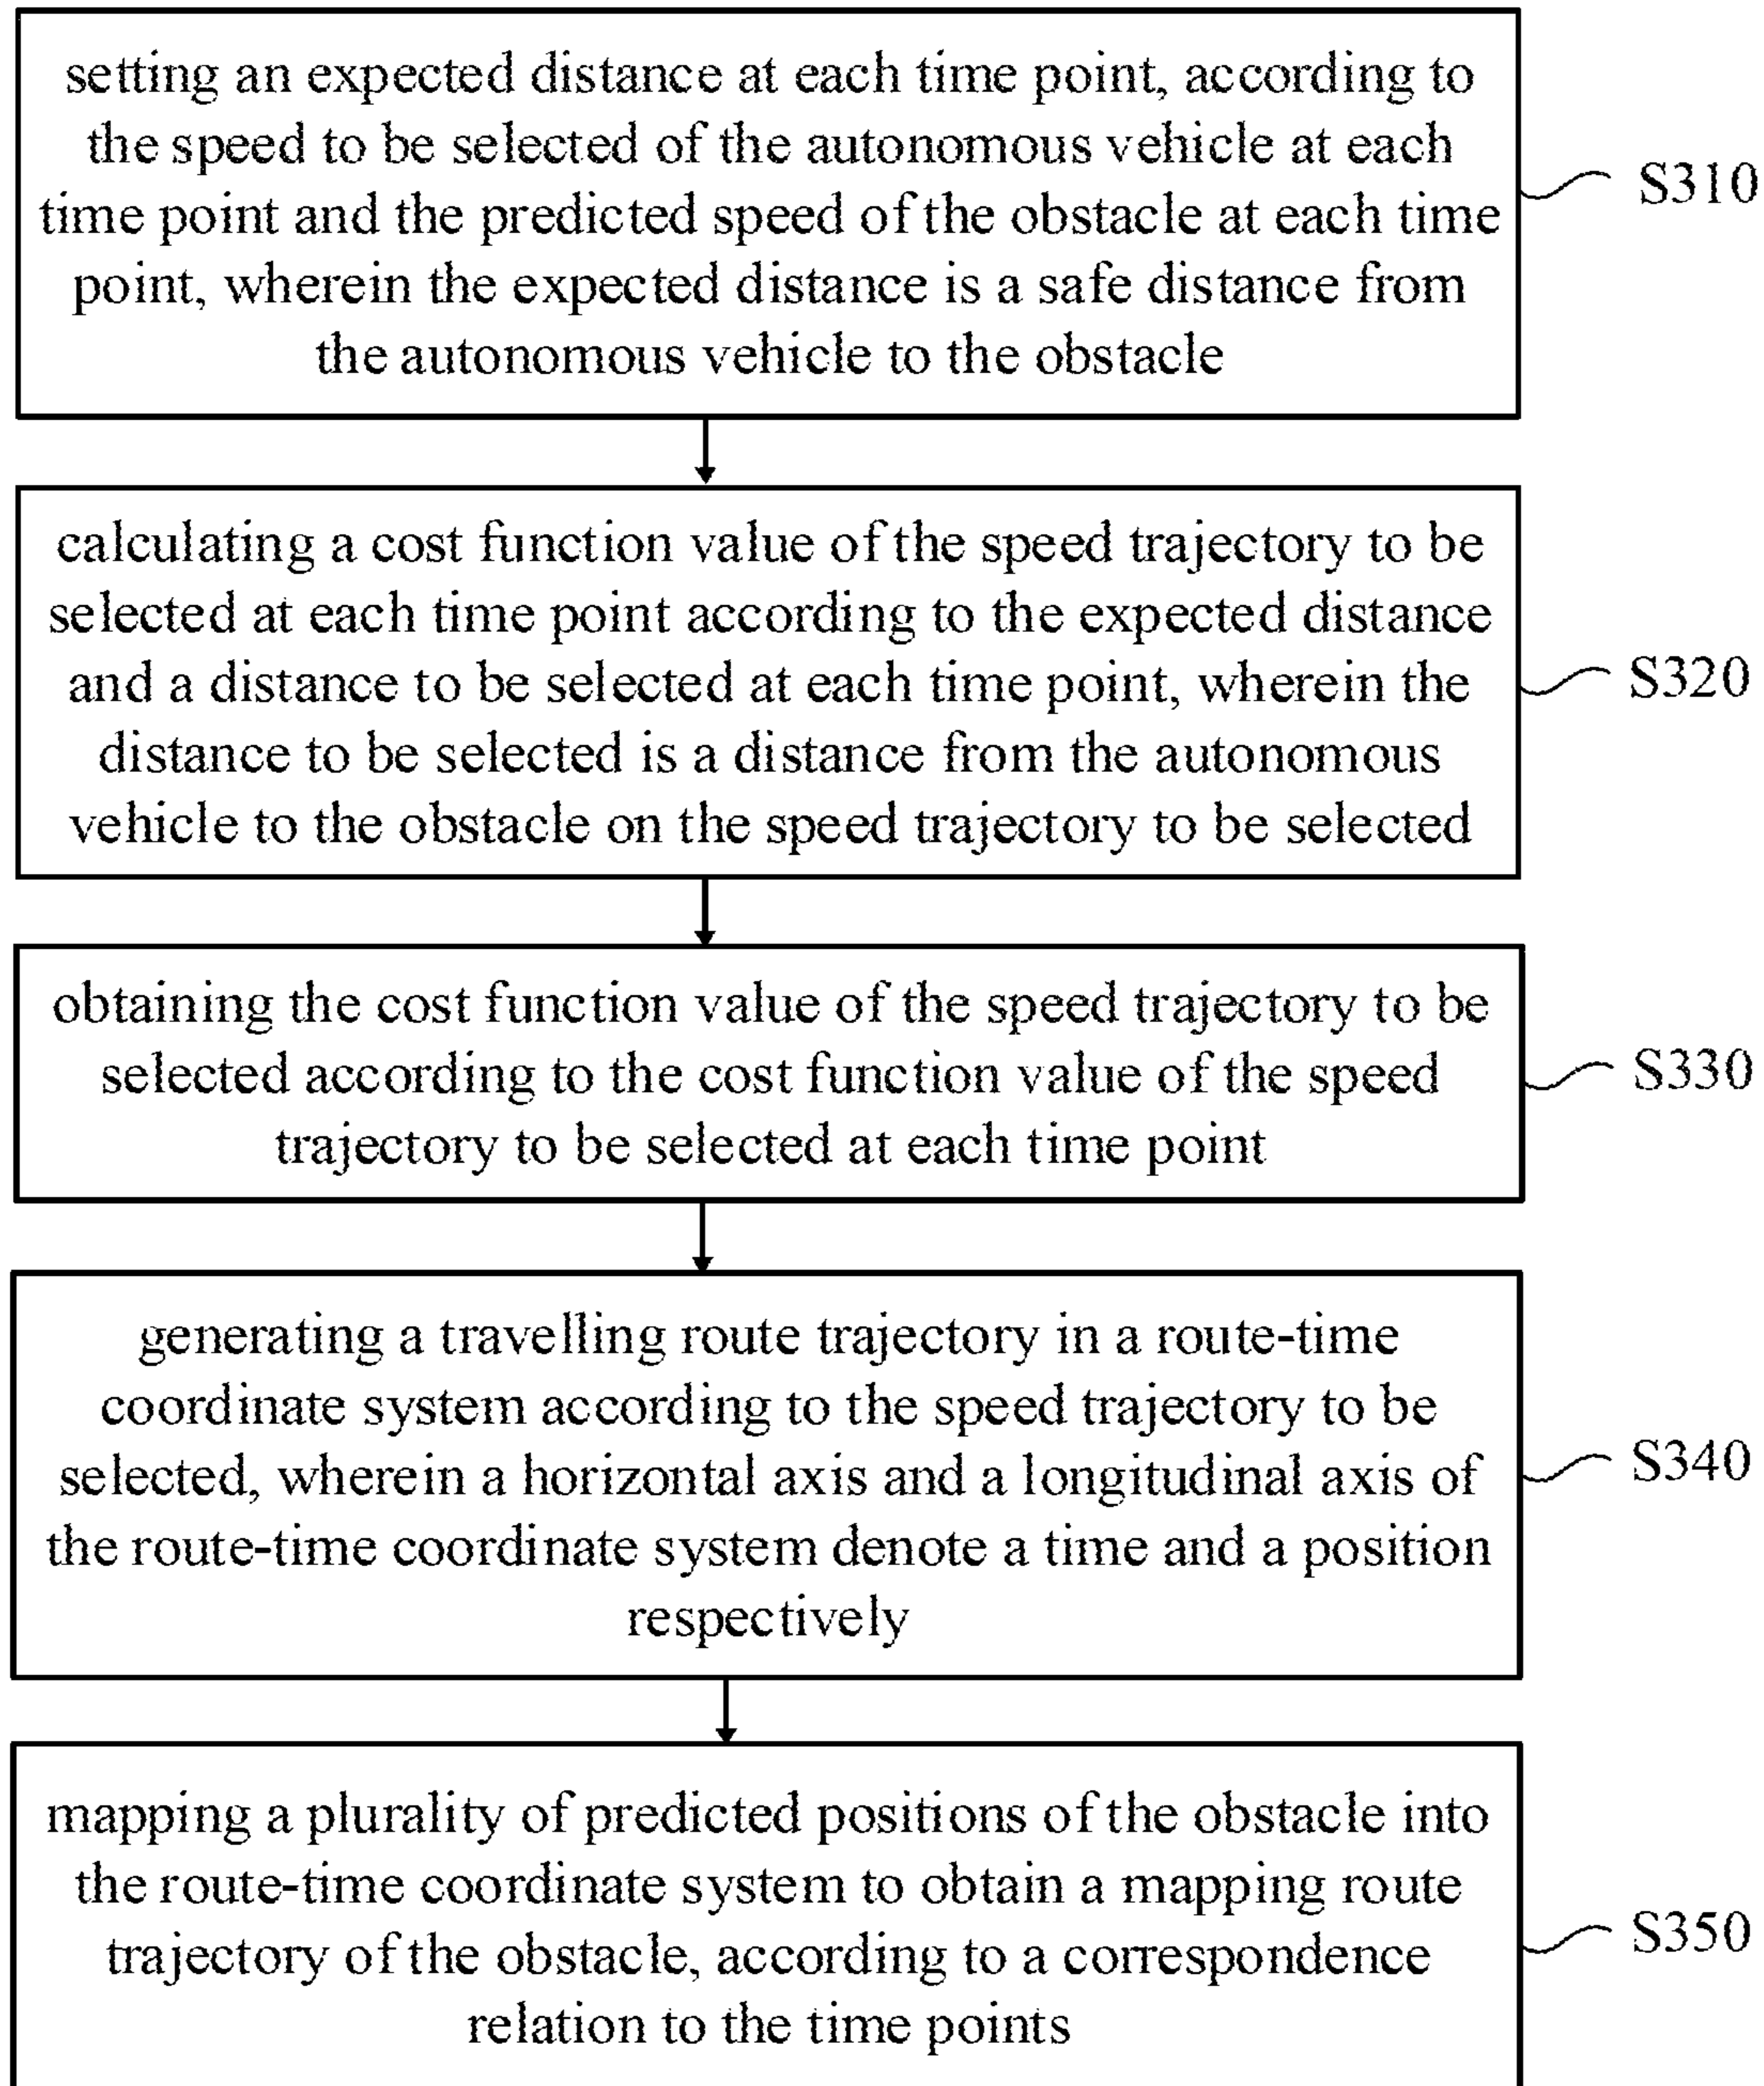 setting an expected distance at each time point, according to
the speed to be selected of the autonomous vehicle at each
time point and the predicted speed of the obstacle at each time
point, wherein the expected distance is a safe distance from
the autonomous vehicle to the obstacle
S310
calculating a cost function value of the speed trajectory to be
selected at each time point according to the expected distance
and a distance to be selected at each time point, wherein the
distance to be selected is a distance from the autonomous
vehicle to the obstacle on the speed trajectory to be selected
S320
obtaining the cost function value of the speed trajectory to be
selected according to the cost function value of the speed
trajectory to be selected at each time point
S330
generating a travelling route trajectory in a route-time
coordinate system according to the speed trajectory to be
selected, wherein a horizontal axis and a longitudinal axis of
the route-time coordinate system denote a time and a position
respectively
S340
mapping a plurality of predicted positions of the obstacle into
the route-time coordinate system to obtain a mapping route
trajectory of the obstacle, according to a correspondence
relation to the time points
S350